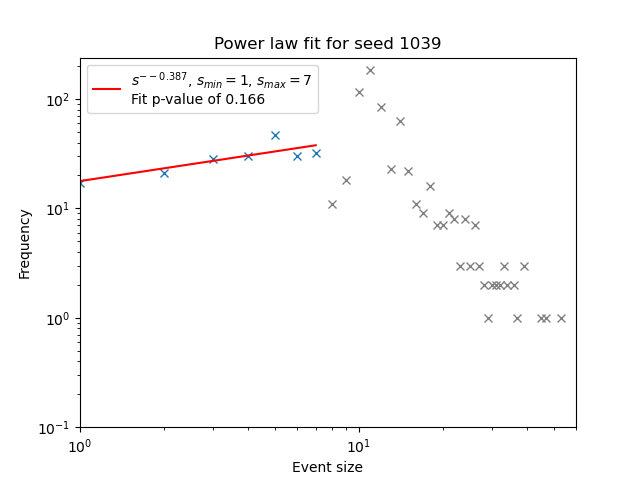 Power law fit for seed 1039
s^{--0.387}, s_{min} = 1, s_{max} = 7
Fit p-value of 0.166
Frequency
10^2
10^1
10^0
10^{-1}
10^0
10^1
Event size